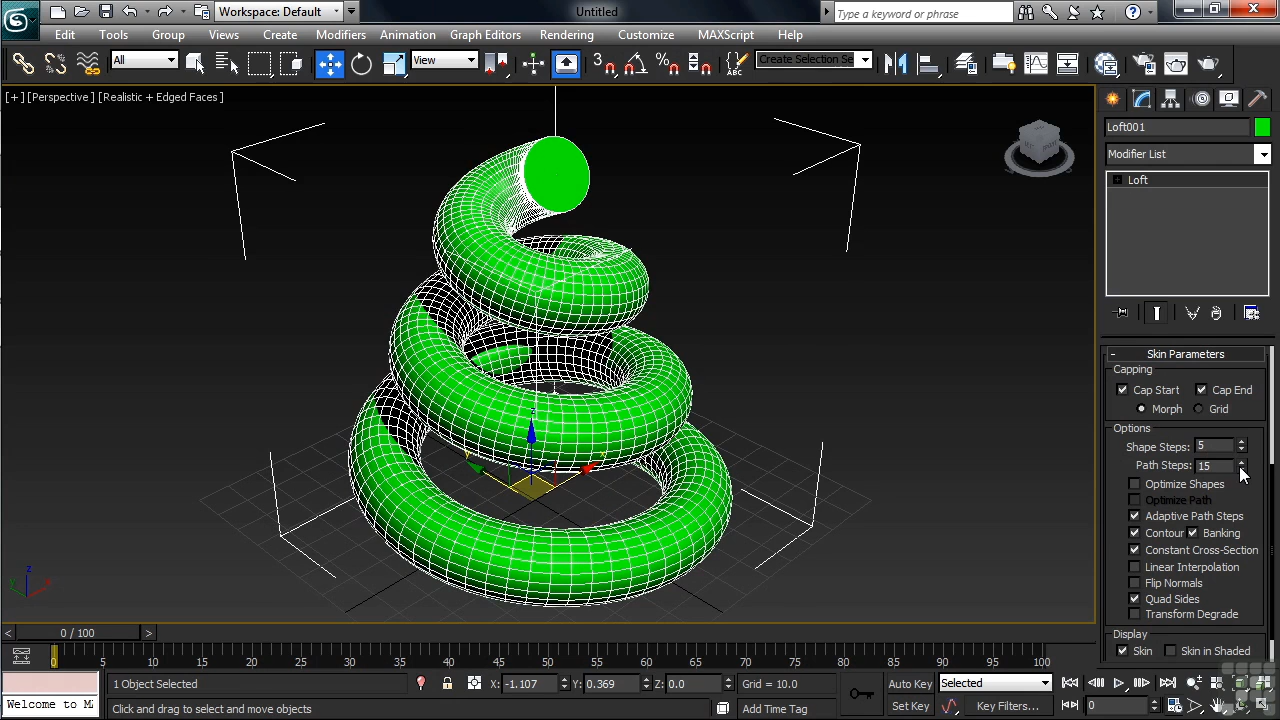 Workspace: Default
Untitled
Type a keyword or phrase
Edit Tools Group Views Create Modifiers Animation Graph Editors Rendering Customize MAXScript Help
All
View
3
Create Selection Se
[+] [Perspective] [Realistic + Edged Faces]
Loft001
Modifier List
Loft
Skin Parameters
Capping
Cap Start Cap End
Morph Grid
Options
Shape Steps: 5
Path Steps: 15
Optimize Shapes
Optimize Path
Adaptive Path Steps
Contour Banking
Constant Cross-Section
Linear Interpolation
Flip Normals
Quad Sides
Transform Degrade
Display
Skin Skin in Shaded
z
x
y
z
< 0 / 100 >
0 5 10 15 20 25 30 35 40 45 50 55 60 65 70 75 80 85 90 95 100
1 Object Selected
X: -1.107 Y: 0.369 Z: 0.0
Grid = 10.0
Auto Key
Selected
Welcome to M
Click and drag to select and move objects
Add Time Tag
Set Key
Key Filters...
0